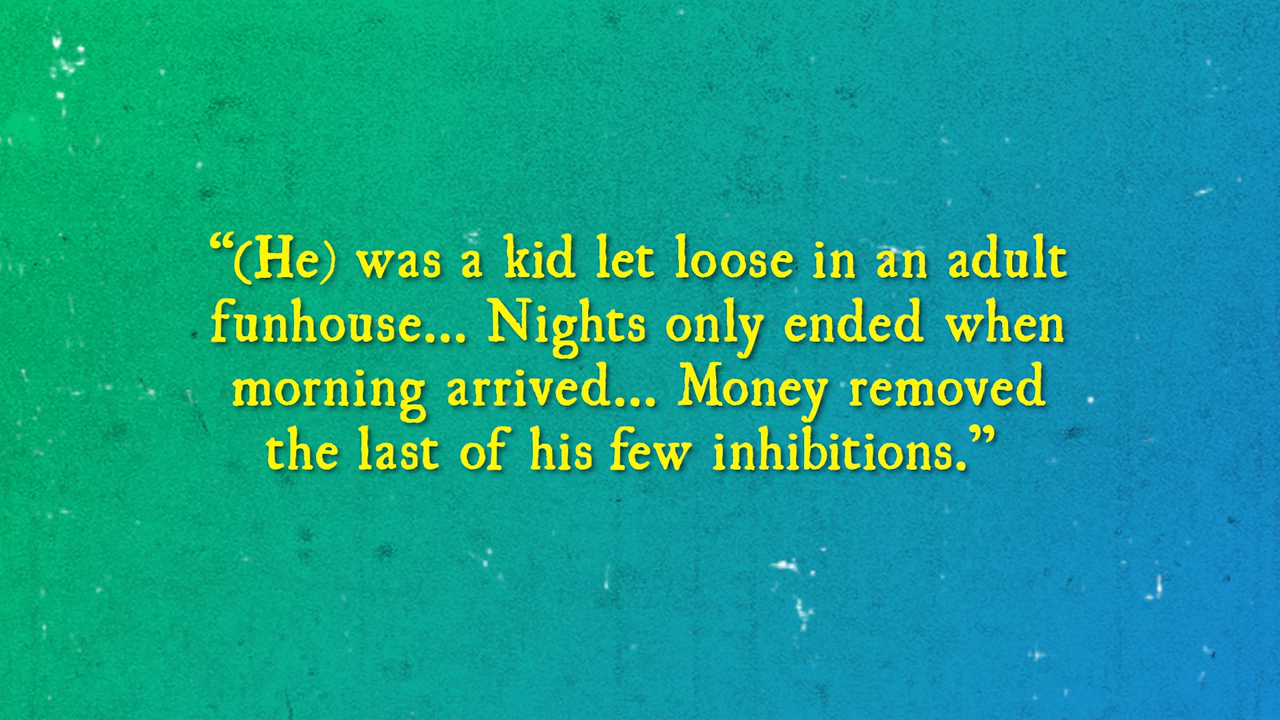 “(He) was a kid let loose in an adult
funhouse... Nights only ended when
morning arrived... Money removed
the last of his few inhibitions.”